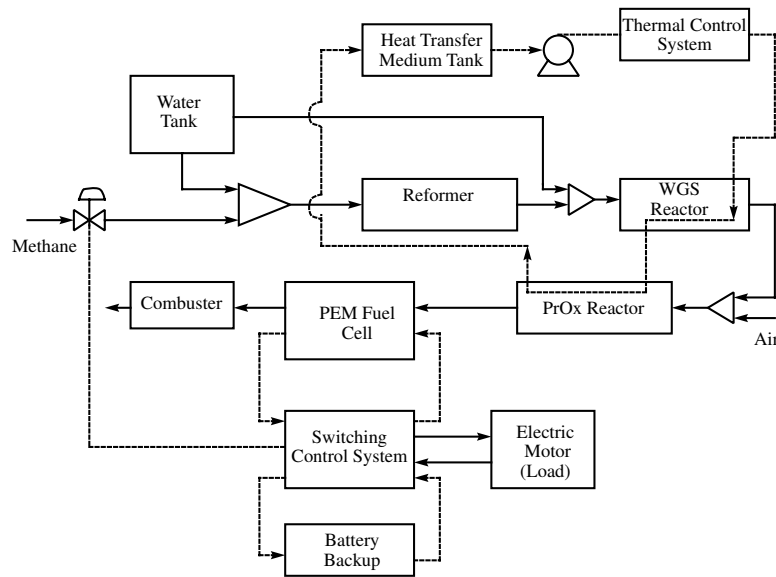 Heat Transfer
Medium Tank
Thermal Control
System
Water
Tank
Reformer
WGS
Reactor
Methane
Combuster
PEM Fuel
Cell
PrOx Reactor
Air
Switching
Control System
Electric
Motor
(Load)
Battery
Backup